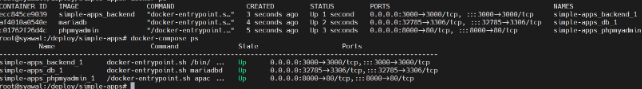 CONTAINER ID IMAGE COMMAND CREATED STATUS PORTS NAMES
ecc645ce9039 simple-apps_backend "docker-entrypoint.s…" 3 seconds ago Up 1 second 0.0.0.0:3000->3000/tcp, :::3000->3000/tcp simple-apps_backend_1
af4010a0540e mariadb "docker-entrypoint.s…" 5 seconds ago Up 3 seconds 0.0.0.0:32785->3306/tcp, :::32785->3306/tcp simple-apps_db_1
:01762f26d4c phpmyadmin "/docker-entrypoint.…" 5 seconds ago Up 3 seconds 0.0.0.0:8000->80/tcp, :::8000->80/tcp simple-apps_phpmyadmin_1
root@syawal:/deploy/simple-apps# docker-compose ps
Name Command State Ports
simple-apps_backend_1 docker-entrypoint.sh /bin/ ... Up 0.0.0.0:3000->3000/tcp,:::3000->3000/tcp
simple-apps_db_1 docker-entrypoint.sh mariadbd Up 0.0.0.0:32785->3306/tcp,:::32785->3306/tcp
simple-apps_phpmyadmin_1 /docker-entrypoint.sh apac ... Up 0.0.0.0:8000->80/tcp,:::8000->80/tcp
root@syawal:/deploy/simple-apps#